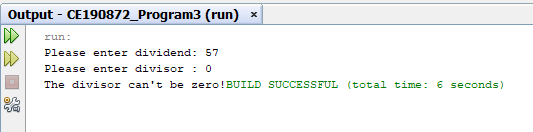 Output - CE190872_Program3 (run) ×
run:
Please enter dividend: 57
Please enter divisor : 0
The divisor can't be zero!BUILD SUCCESSFUL (total time: 6 seconds)